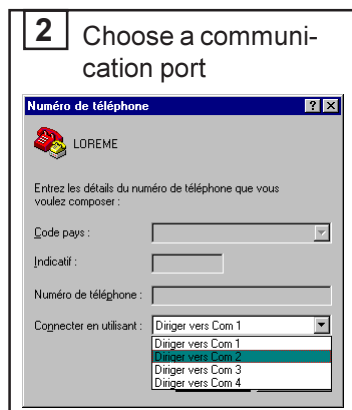 2 Choose a communi-
cation port
Numéro de téléphone
LOREME
Entrez les détails du numéro de téléphone que vous
voulez composer :
Code pays :
Indicatif :
Numéro de téléphone :
Connecter en utilisant : Diriger vers Com 1
Diriger vers Com 1
Diriger vers Com 2
Diriger vers Com 3
Diriger vers Com 4